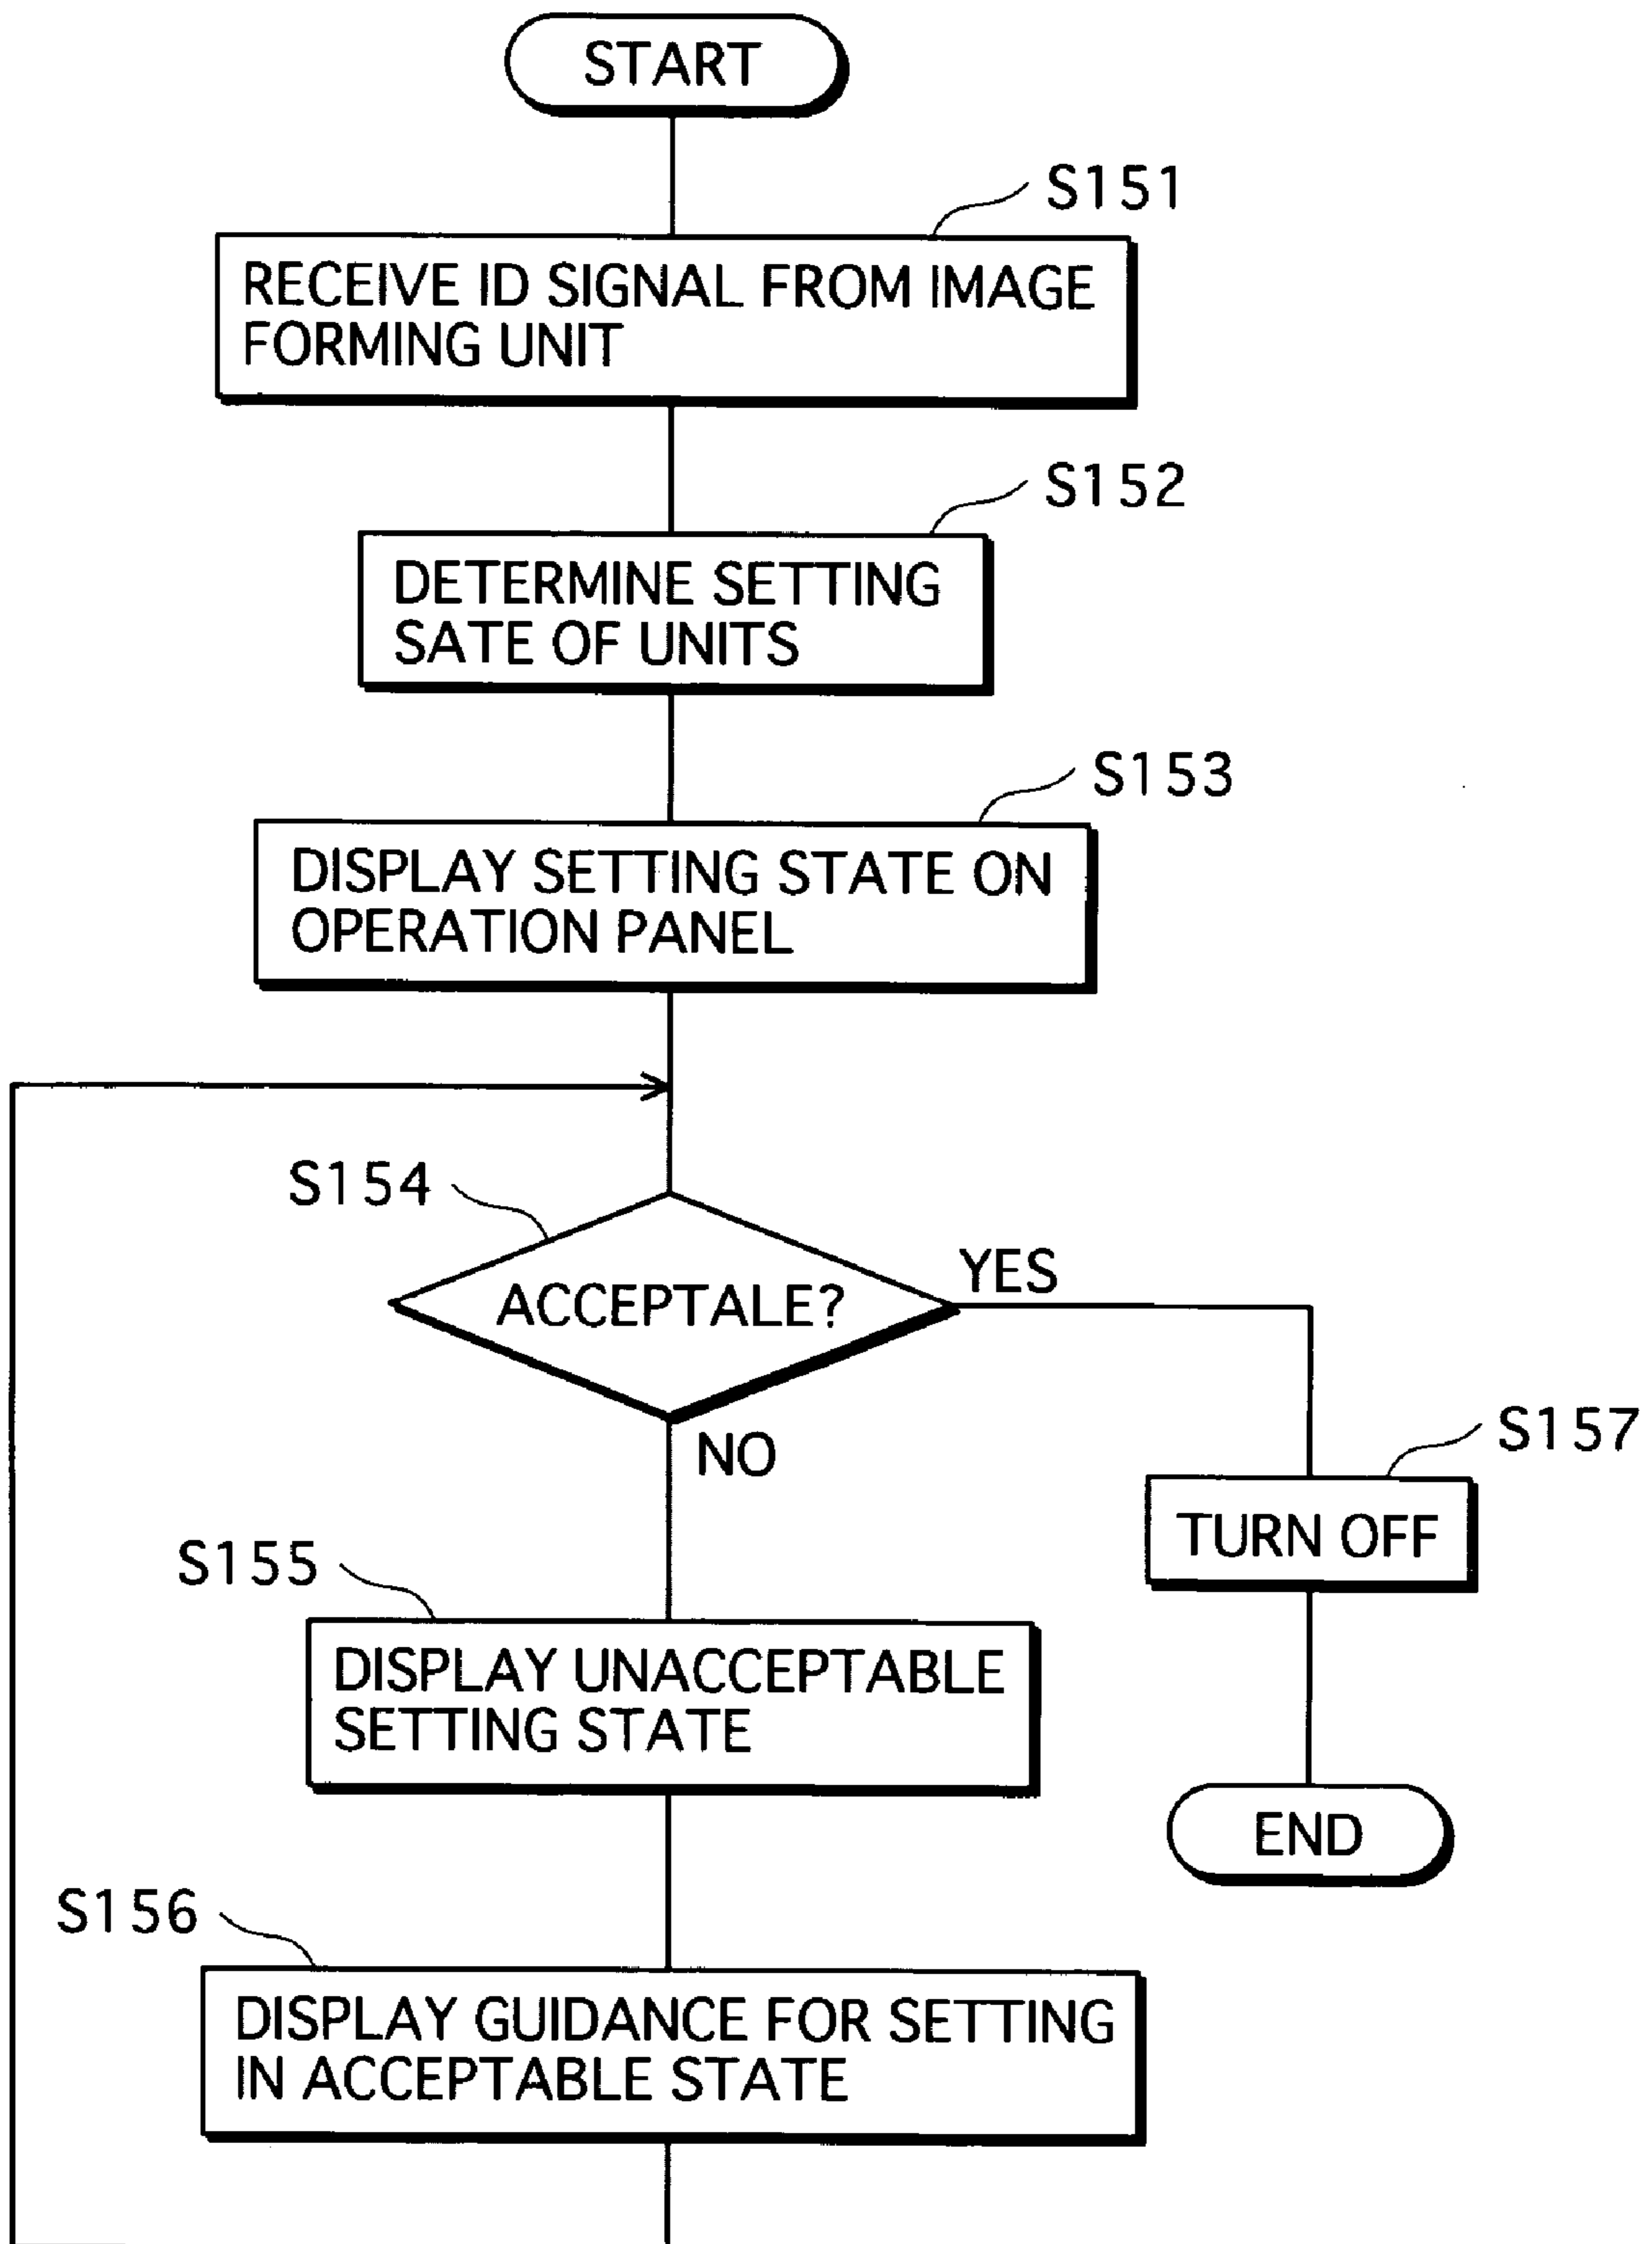 START
S151
RECEIVE ID SIGNAL FROM IMAGE
FORMING UNIT
S152
DETERMINE SETTING
SATE OF UNITS
S153
DISPLAY SETTING STATE ON
OPERATION PANEL
S154
ACCEPTALE?
YES
NO
S157
TURN OFF
S155
DISPLAY UNACCEPTABLE
SETTING STATE
END
S156
DISPLAY GUIDANCE FOR SETTING
IN ACCEPTABLE STATE